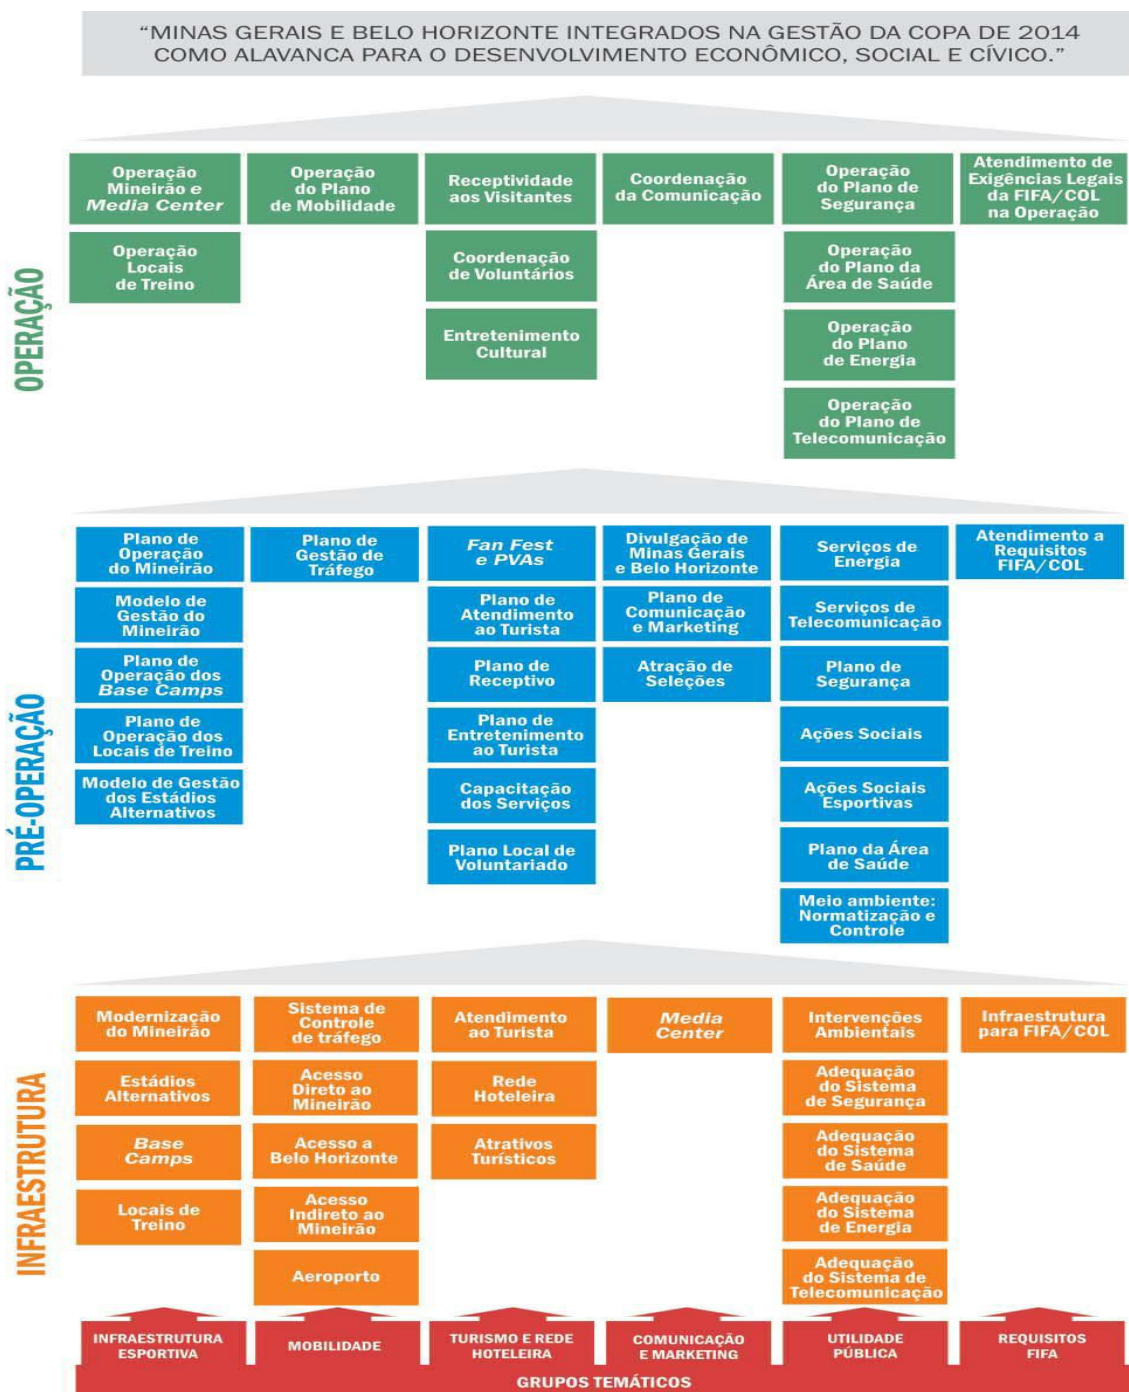 “MINAS GERAIS E BELO HORIZONTE INTEGRADOS NA GESTÃO DA COPA DE 2014
COMO ALAVANCA PARA O DESENVOLVIMENTO ECONÔMICO, SOCIAL E CÍVICO.”
OPERAÇÃO
Operação
Mineirão e
Media Center
Operação
do Plano
de Mobilidade
Receptividade
aos Visitantes
Coordenação
da Comunicação
Operação
do Plano de
Segurança
Atendimento de
Exigências Legais
da FIFA/COL
na Operação
Operação
Locais
de Treino
Coordenação
de Voluntários
Operação
do Plano da
Área de Saúde
Entretenimento
Cultural
Operação
do Plano
de Energia
Operação
do Plano de
Telecomunicação
PRÉ-OPERAÇÃO
Plano de
Operação
do Mineirão
Plano de
Gestão de
Tráfego
Fan Fest
e PVAs
Divulgação de
Minas Gerais
e Belo Horizonte
Serviços de
Energia
Atendimento a
Requisitos
FIFA/COL
Modelo de
Gestão do
Mineirão
Plano de
Atendimento
ao Turista
Plano de
Comunicação
e Marketing
Serviços de
Telecomunicação
Plano de
Operação dos
Base Camps
Plano de
Receptivo
Atração de
Seleções
Plano de
Segurança
Plano de
Operação dos
Locais de Treino
Plano de
Entretenimento
ao Turista
Ações Sociais
Modelo de Gestão
dos Estádios
Alternativos
Capacitação
dos Serviços
Ações Sociais
Esportivas
Plano Local de
Voluntariado
Plano da Área
de Saúde
Meio ambiente:
Normatização e
Controle
INFRAESTRUTURA
Modernização
do Mineirão
Sistema de
Controle
de tráfego
Atendimento
ao Turista
Media
Center
Intervenções
Ambientais
Infraestrutura
para FIFA/COL
Estádios
Alternativos
Acesso
Direto ao
Mineirão
Rede
Hoteleira
Adequação
do Sistema
de Segurança
Base
Camps
Acesso a
Belo Horizonte
Atrativos
Turísticos
Adequação
do Sistema
de Saúde
Locais de
Treino
Acesso
Indireto ao
Mineirão
Adequação
do Sistema
de Energia
Aeroporto
Adequação
do Sistema de
Telecomunicação
INFRAESTRUTURA
ESPORTIVA
MOBILIDADE
TURISMO E REDE
HOTELEIRA
COMUNICAÇÃO
E MARKETING
UTILIDADE
PÚBLICA
REQUISITOS
FIFA
GRUPOS TEMÁTICOS